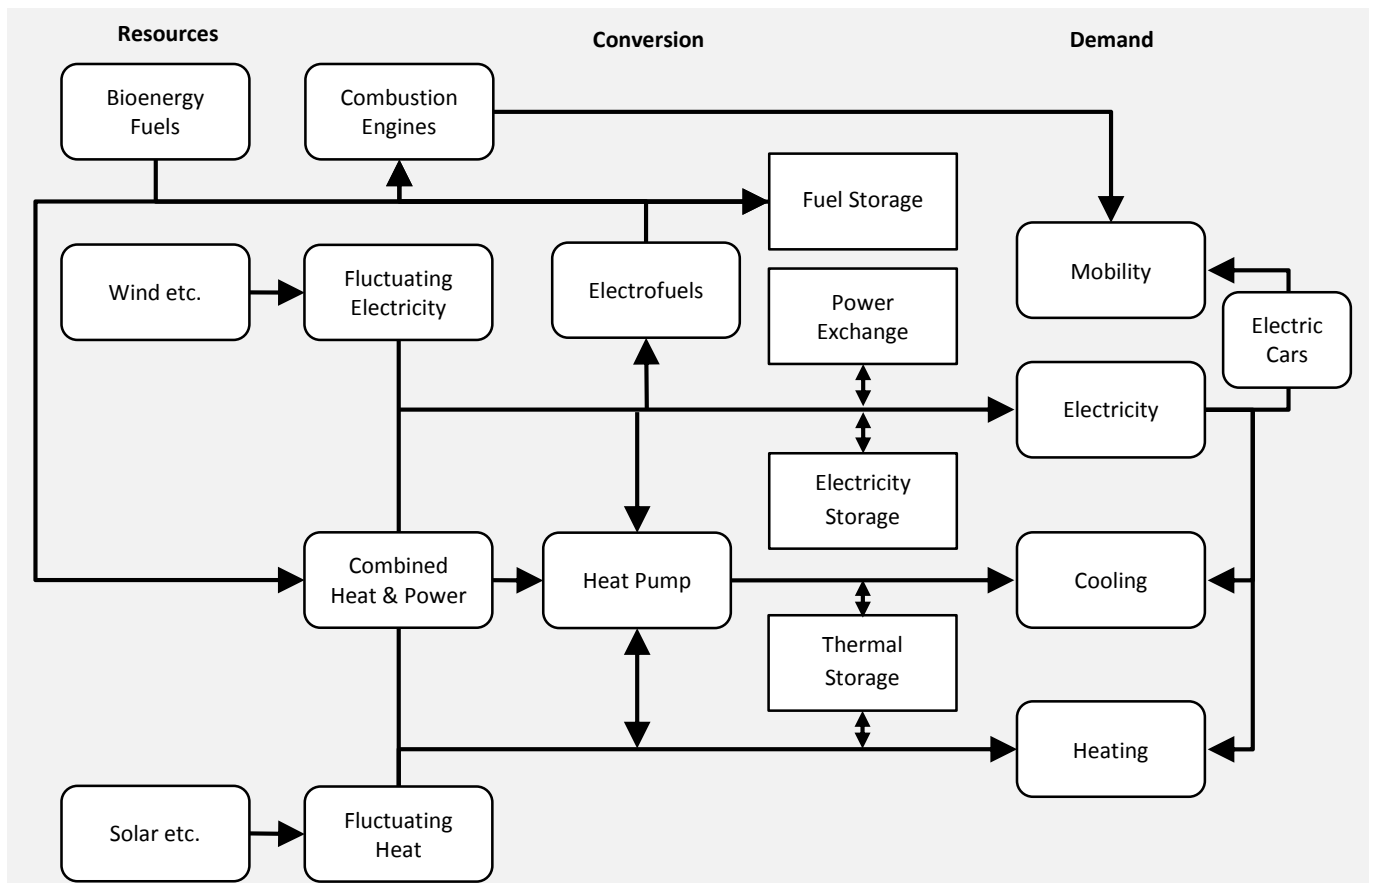 Resources
Conversion
Demand
Bioenergy
Fuels
Combustion
Engines
Fuel Storage
Wind etc.
Fluctuating
Electricity
Electrofuels
Power
Exchange
Mobility
Electric
Cars
Electricity
Electricity
Storage
Combined
Heat & Power
Heat Pump
Cooling
Thermal
Storage
Heating
Solar etc.
Fluctuating
Heat